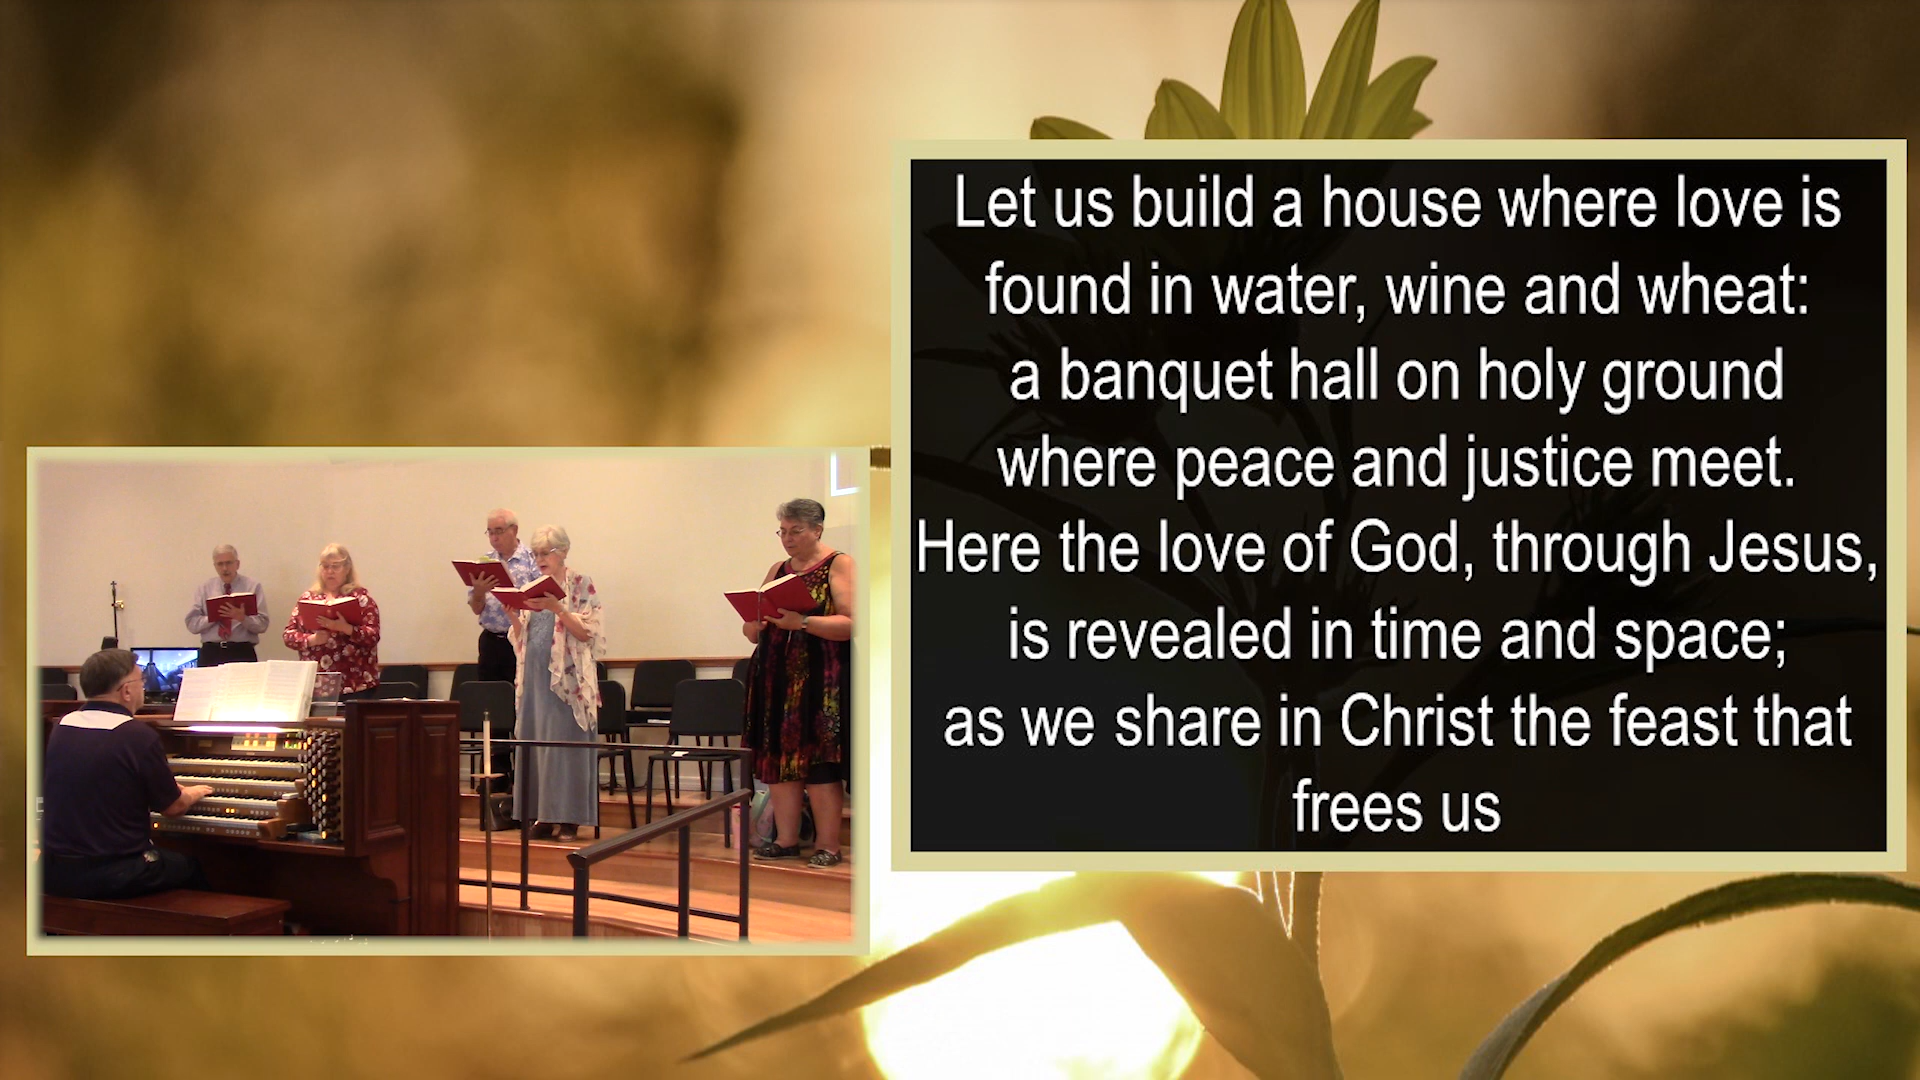 Let us build a house where love is
found in water, wine and wheat:
a banquet hall on holy ground
where peace and justice meet.
Here the love of God, through Jesus,
is revealed in time and space;
as we share in Christ the feast that
frees us